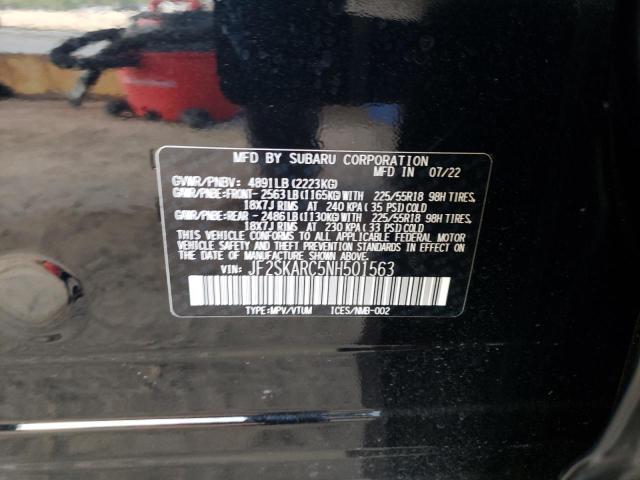 MFD BY SUBARU CORPORATION
MFD IN 07/22
GVWR/PNBV: 4891LB (2223KG)
GAWR/PNBE:FRONT- 2563LB (1165KG)WITH 225/55R18 98H TIRES,
18X7J RIMS AT 240 KPA (35 PSI)COLD
GAWR/PNBE:REAR - 2486LB (1130KG)WITH 225/55R18 98H TIRES,
18X7J RIMS AT 230 KPA (33 PSI)COLD
THIS VEHICLE CONFORMS TO ALL APPLICABLE FEDERAL MOTOR
VEHICLE SAFETY AND THEFT PREVENTION STANDARDS IN EFFECT ON THE
DATE OF MANUFACTURE SHOWN ABOVE.
VIN: JF2SKARC5NH501563
TYPE:MPV/VTUM ICES/NMB-002